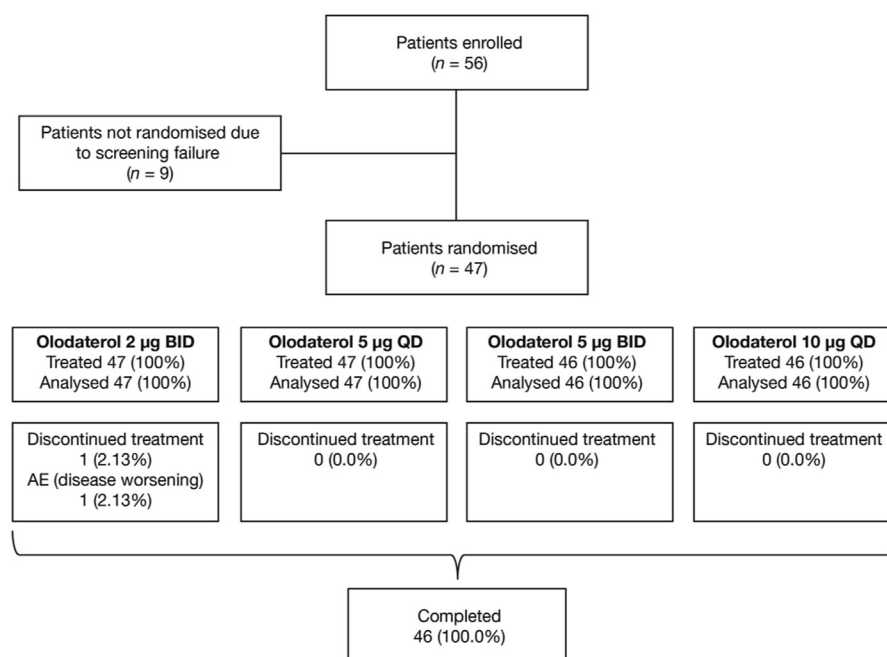 Patients enrolled
(n = 56)
Patients not randomised due
to screening failure
(n = 9)
Patients randomised
(n = 47)
Olodaterol 2 µg BID
Treated 47 (100%)
Analysed 47 (100%)
Olodaterol 5 µg QD
Treated 47 (100%)
Analysed 47 (100%)
Olodaterol 5 µg BID
Treated 46 (100%)
Analysed 46 (100%)
Olodaterol 10 µg QD
Treated 46 (100%)
Analysed 46 (100%)
Discontinued treatment
1 (2.13%)
AE (disease worsening)
1 (2.13%)
Discontinued treatment
0 (0.0%)
Discontinued treatment
0 (0.0%)
Discontinued treatment
0 (0.0%)
Completed
46 (100.0%)